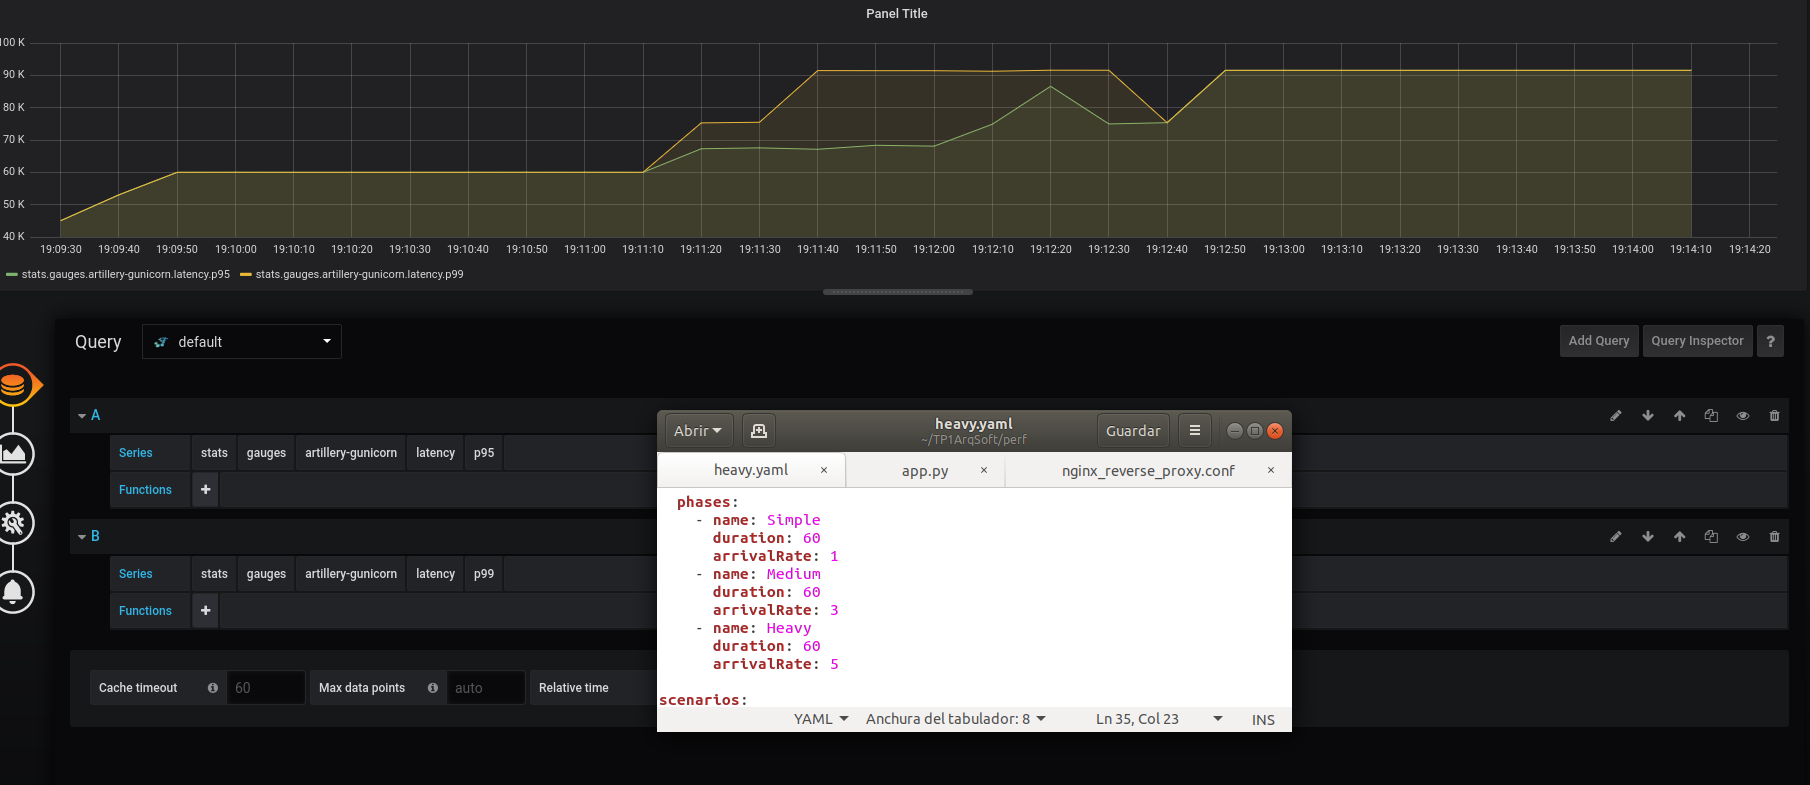 Panel Title
100 K
90 K
80 K
70 K
60 K
50 K
40 K
19:09:30 19:09:40 19:09:50 19:10:00 19:10:10 19:10:20 19:10:30 19:10:40 19:10:50 19:11:00 19:11:10 19:11:20 19:11:30 19:11:40 19:11:50 19:12:00 19:12:10 19:12:20 19:12:30 19:12:40 19:12:50 19:13:00 19:13:10 19:13:20 19:13:30 19:13:40 19:13:50 19:14:00 19:14:10 19:14:20
stats.gauges.artillery-gunicorn.latency.p95 stats.gauges.artillery-gunicorn.latency.p99
Query default Add Query Query Inspector ?
A
Series stats gauges artillery-gunicorn latency p95
Functions +
B
Series stats gauges artillery-gunicorn latency p99
Functions +
Cache timeout 60 Max data points auto Relative time
Abrir heavy.yaml Guardar
~/TP1ArqSoft/perf
heavy.yaml × app.py × nginx_reverse_proxy.conf ×
phases:
- name: Simple
duration: 60
arrivalRate: 1
- name: Medium
duration: 60
arrivalRate: 3
- name: Heavy
duration: 60
arrivalRate: 5
scenarios:
YAML Anchura del tabulador: 8 Ln 35, Col 23 INS